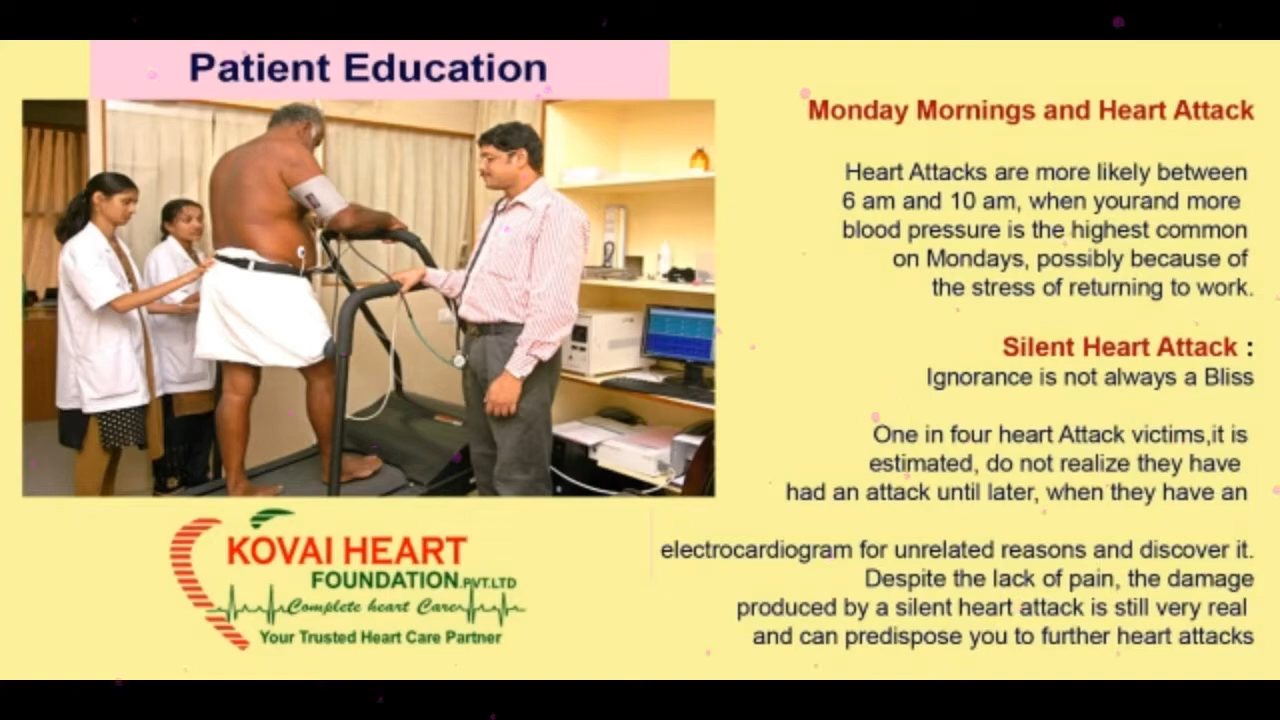 Patient Education
Monday Mornings and Heart Attack
Heart Attacks are more likely between
6 am and 10 am, when yourand more
blood pressure is the highest common
on Mondays, possibly because of
the stress of returning to work.
Silent Heart Attack :
Ignorance is not always a Bliss
One in four heart Attack victims,it is
estimated, do not realize they have
had an attack until later, when they have an
electrocardiogram for unrelated reasons and discover it.
Despite the lack of pain, the damage
produced by a silent heart attack is still very real
and can predispose you to further heart attacks
KOVAI HEART
FOUNDATION PVT.LTD
Complete heart Care
Your Trusted Heart Care Partner